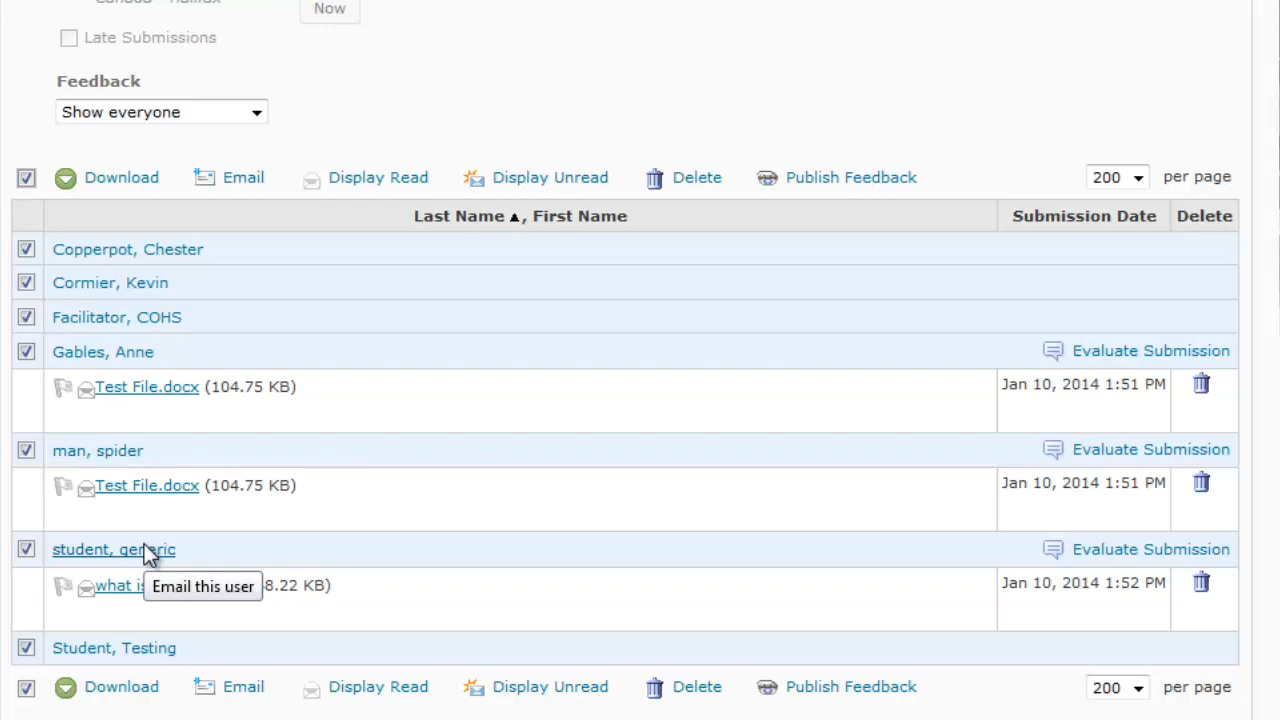 Canada - Halifax
Now
Late Submissions
Feedback
Show everyone
Download Email Display Read Display Unread Delete Publish Feedback 200 per page
Last Name ▲, First Name Submission Date Delete
Copperpot, Chester
Cormier, Kevin
Facilitator, COHS
Gables, Anne Evaluate Submission
Test File.docx (104.75 KB) Jan 10, 2014 1:51 PM
man, spider Evaluate Submission
Test File.docx (104.75 KB) Jan 10, 2014 1:51 PM
student, generic Evaluate Submission
what 8.22 KB) Jan 10, 2014 1:52 PM
Email this user
Student, Testing
Download Email Display Read Display Unread Delete Publish Feedback 200 per page